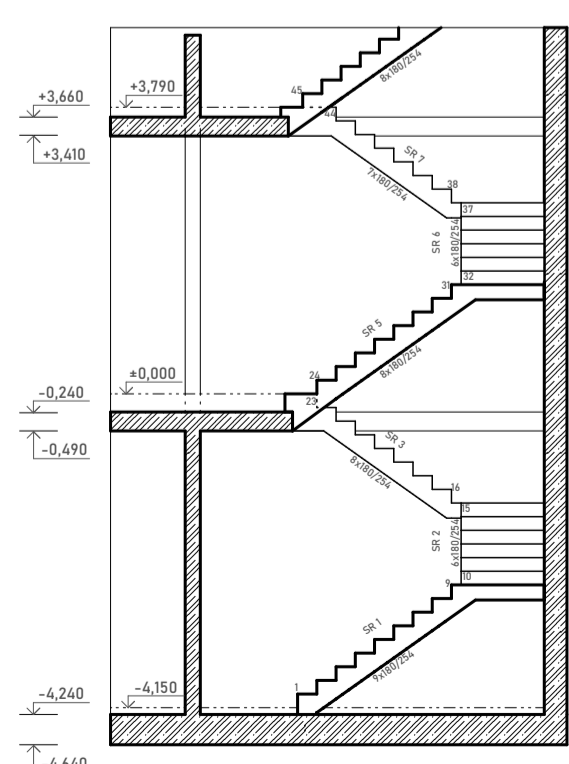 8x180/254
+3,790
45
+3,660
44
+3,410
SR 7
7x180/254
38
37
SR 6
6x180/254
32
31
SR 5
8x180/254
24
±0,000
23
-0,240
-0,490
SR 3
8x180/254
16
15
SR 2
6x180/254
10
9
SR 1
9x180/254
1
-4,150
-4,240
-4,640